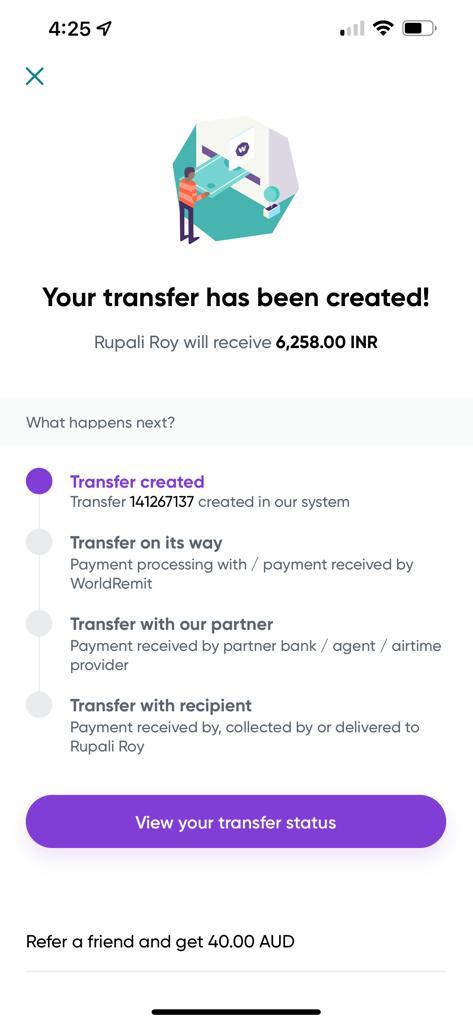 4:25
Your transfer has been created!
Rupali Roy will receive 6,258.00 INR
What happens next?
Transfer created
Transfer 141267137 created in our system
Transfer on its way
Payment processing with / payment received by
WorldRemit
Transfer with our partner
Payment received by partner bank / agent / airtime
provider
Transfer with recipient
Payment received by, collected by or delivered to
Rupali Roy
View your transfer status
Refer a friend and get 40.00 AUD